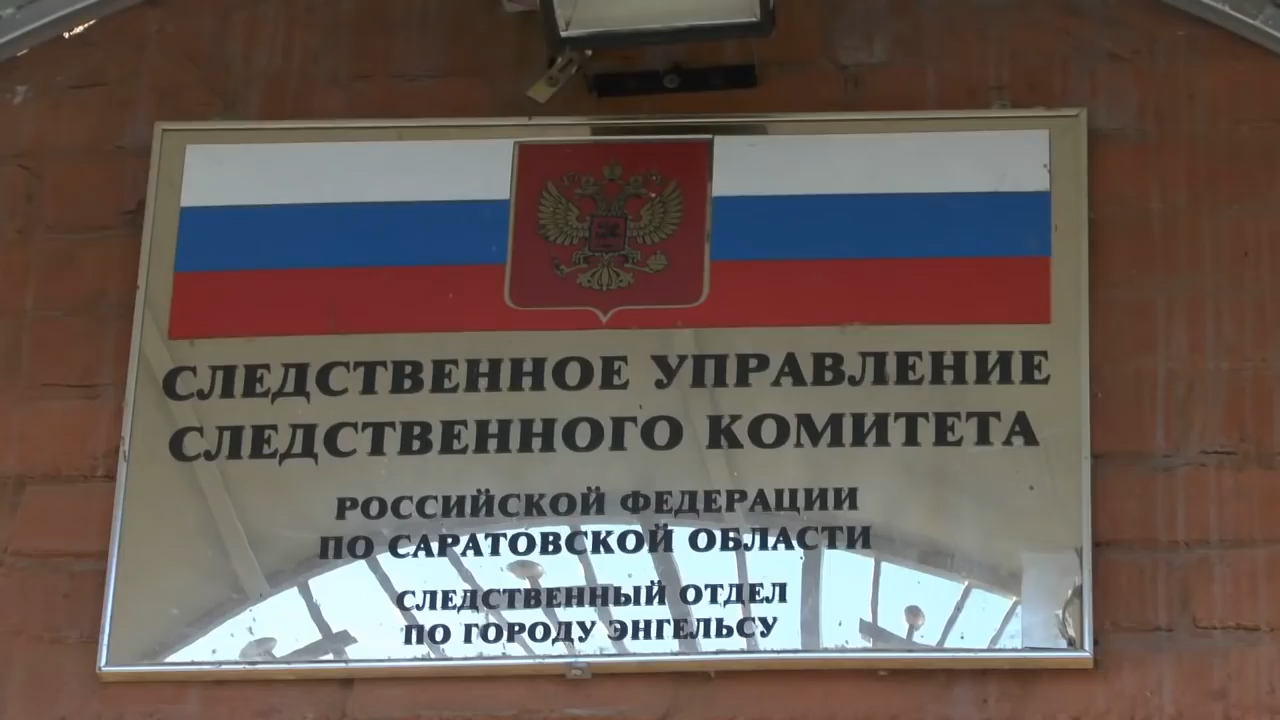 СЛЕДСТВЕННОЕ УПРАВЛЕНИЕ
СЛЕДСТВЕННОГО КОМИТЕТА
РОССИЙСКОЙ ФЕДЕРАЦИИ
ПО САРАТОВСКОЙ ОБЛАСТИ
СЛЕДСТВЕННЫЙ ОТДЕЛ
ПО ГОРОДУ ЭНГЕЛЬСУ